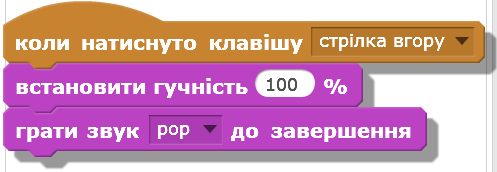 коли натиснуто клавішу стрілка вгору
встановити гучність 100 %
грати звук pop до завершення